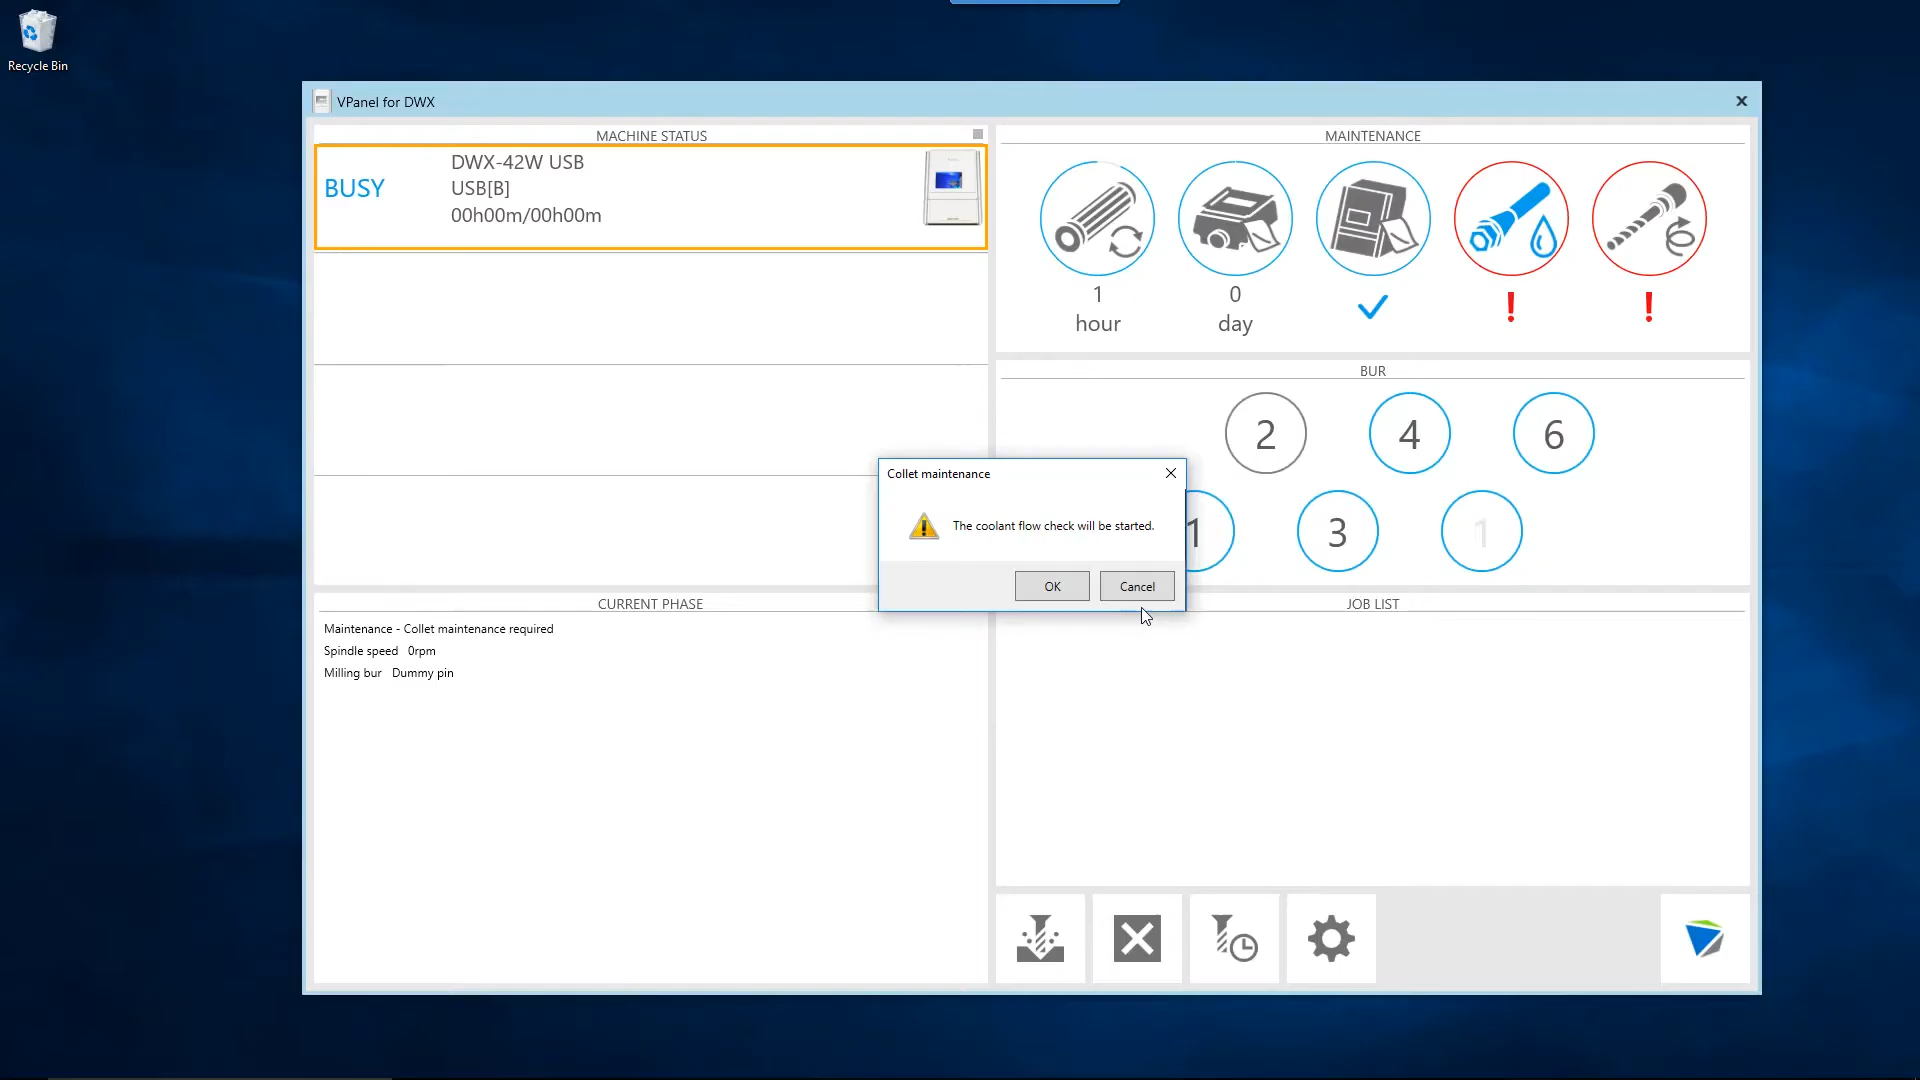 Recycle Bin
VPanel for DWX
MACHINE STATUS
BUSY
DWX-42W USB
USB[B]
00h00m/00h00m
MAINTENANCE
1
hour
0
day
!
!
BUR
2
4
6
1
3
1
Collet maintenance
The coolant flow check will be started.
OK
Cancel
CURRENT PHASE
Maintenance - Collet maintenance required
Spindle speed 0rpm
Milling bur Dummy pin
JOB LIST